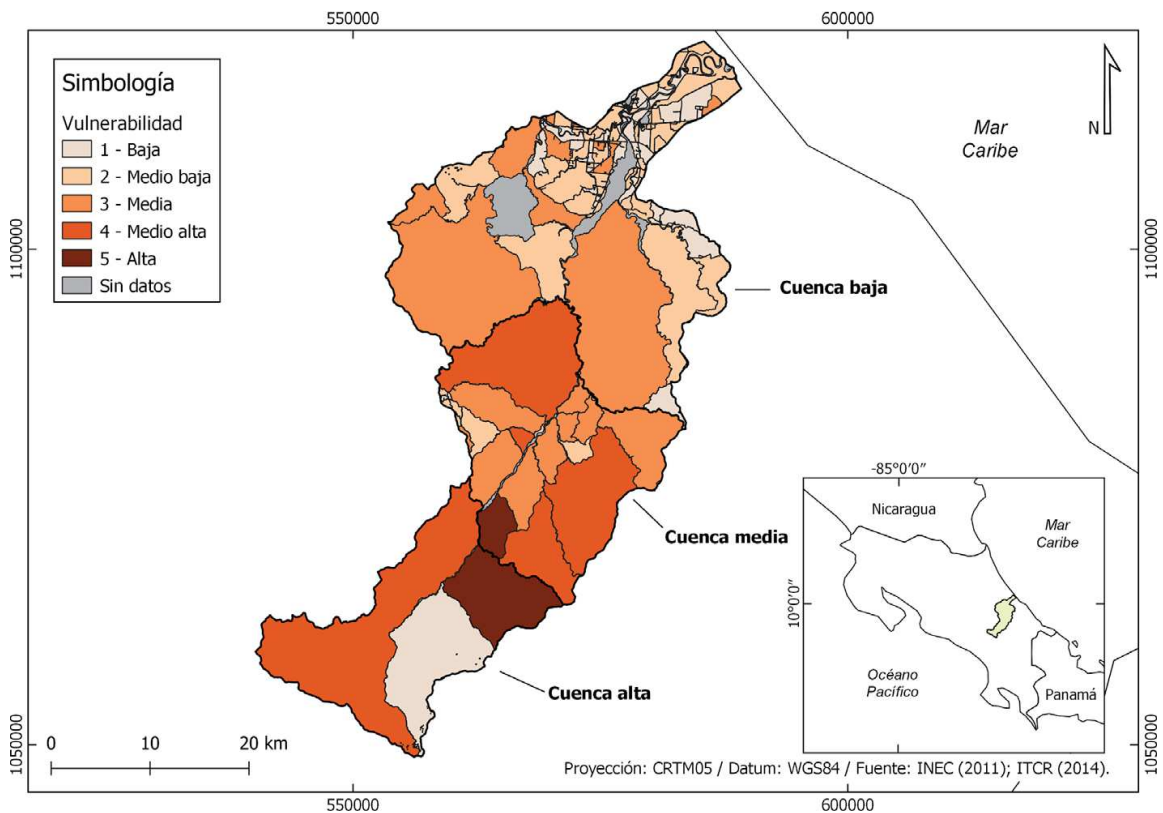 550000
600000
Simbología
Vulnerabilidad
1 - Baja
2 - Medio baja
3 - Media
4 - Medio alta
5 - Alta
Sin datos
N
Mar
Caribe
1100000
1100000
Cuenca baja
-85°0'0"
Nicaragua
Mar
Caribe
10°0'0"
Océano
Pacífico
Panamá
Cuenca media
Cuenca alta
0
10
20 km
1050000
1050000
Proyección: CRTM05 / Datum: WGS84 / Fuente: INEC (2011); ITCR (2014).
550000
600000